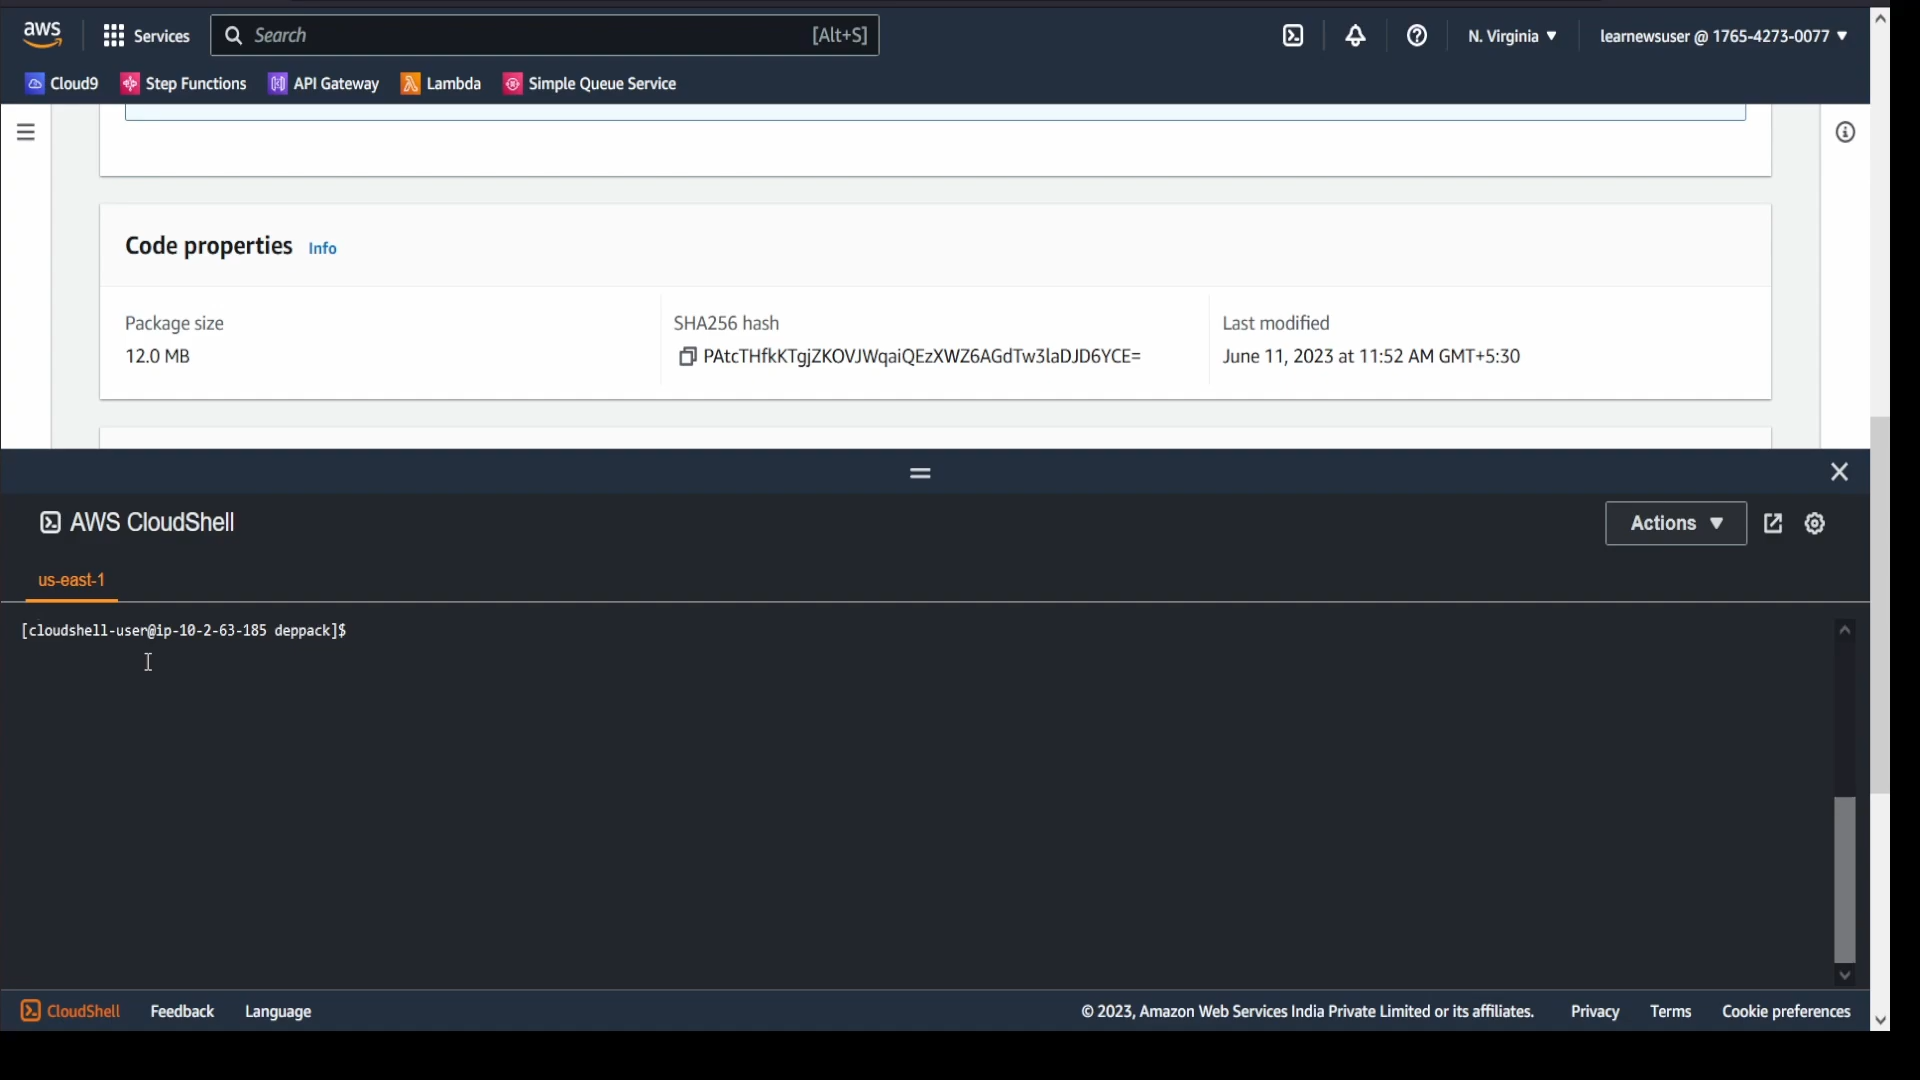 aws
Services
Search [Alt+S]
N. Virginia ▼
learnewsuser @ 1765-4273-0077 ▼
Cloud9
Step Functions
API Gateway
Lambda
Simple Queue Service
Code properties Info
Package size
12.0 MB
SHA256 hash
PAtcTHfkKTgjZKOVJWqaiQEzXWZ6AGdTw3laDJD6YCE=
Last modified
June 11, 2023 at 11:52 AM GMT+5:30
AWS CloudShell
Actions ▼
us-east-1
[cloudshell-user@ip-10-2-63-185 deppack]$
CloudShell
Feedback
Language
© 2023, Amazon Web Services India Private Limited or its affiliates.
Privacy
Terms
Cookie preferences